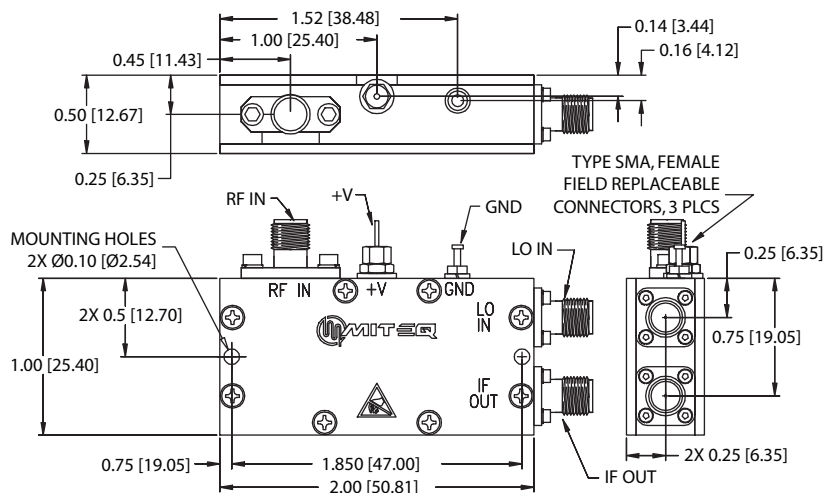 1.52 [38.48]
1.00 [25.40]
0.45 [11.43]
0.14 [3.44]
0.16 [4.12]
0.50 [12.67]
0.25 [6.35]
TYPE SMA, FEMALE
FIELD REPLACEABLE
CONNECTORS, 3 PLCS
RF IN
+V
GND
LO IN
MOUNTING HOLES
2X Ø0.10 [Ø2.54]
0.25 [6.35]
RF IN
+V
GND
LO
IN
2X 0.5 [12.70]
MITEQ
0.75 [19.05]
1.00 [25.40]
IF
OUT
0.75 [19.05]
1.850 [47.00]
2X 0.25 [6.35]
IF OUT
2.00 [50.81]